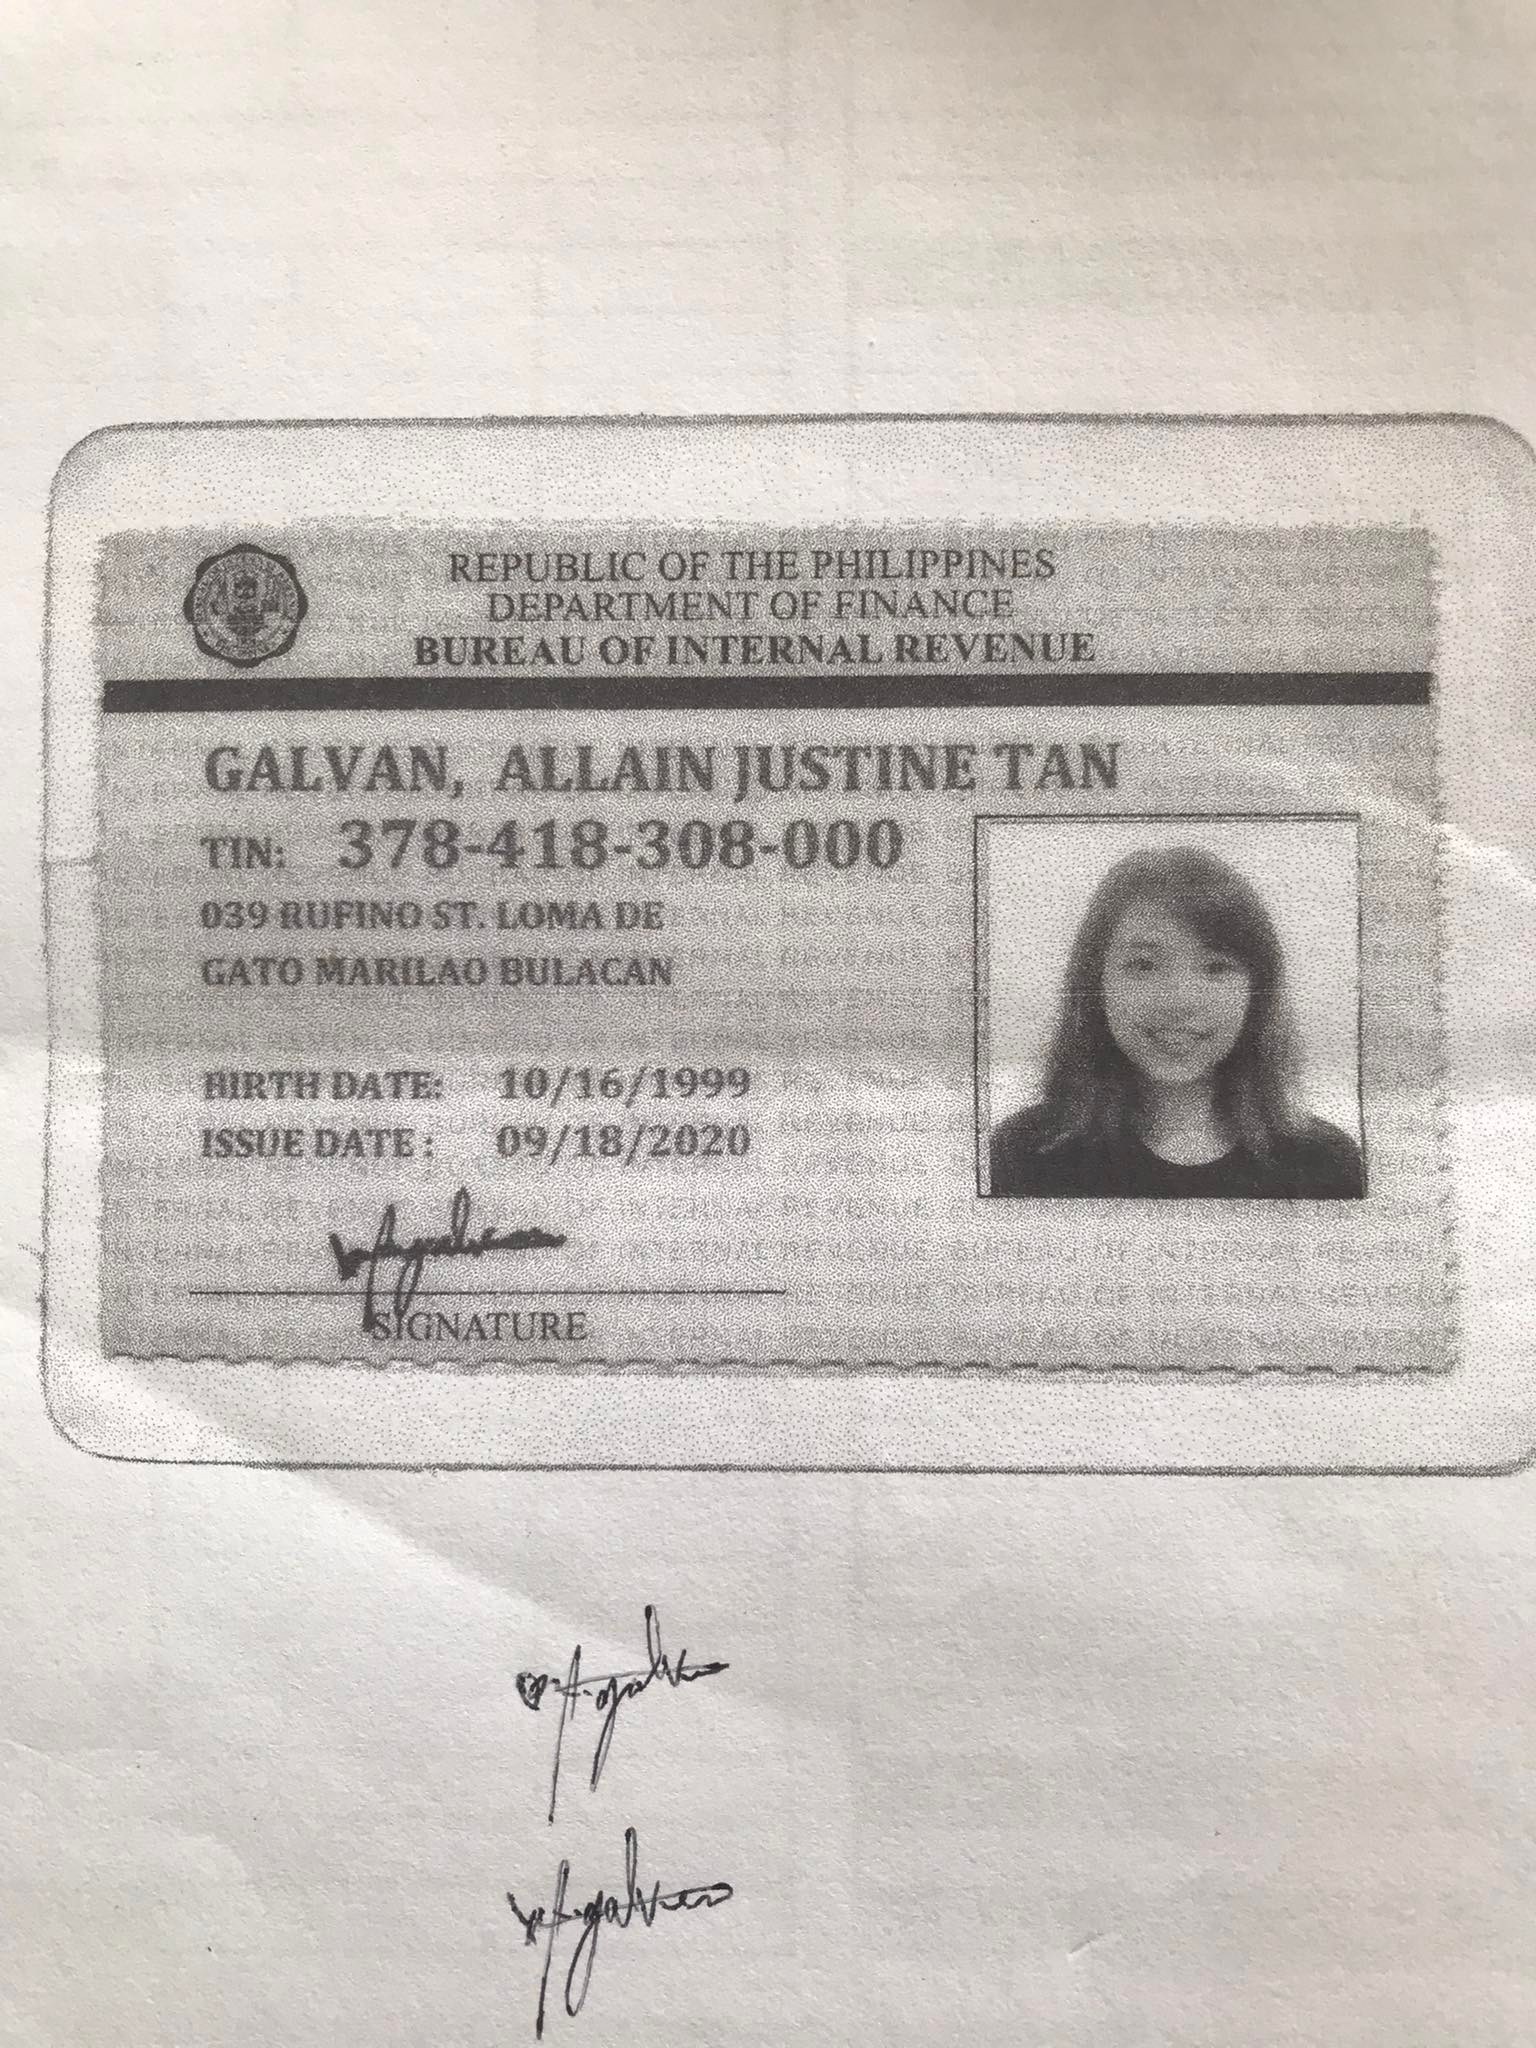 REPUBLIC OF THE PHILIPPINES
DEPARTMENT OF FINANCE
BUREAU OF INTERNAL REVENUE
GALVAN, ALLAIN JUSTINE TAN
TIN: 378-418-308-000
039 RUFINO ST. LOMA DE
GATO MARILAO BULACAN
BIRTH DATE: 10/16/1999
ISSUE DATE : 09/18/2020
SIGNATURE